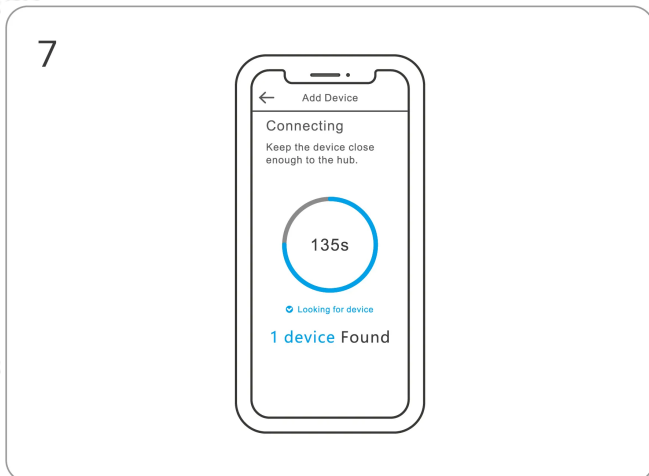 7
Add Device
Connecting
Keep the device close
enough to the hub.
135s
Looking for device
1 device Found